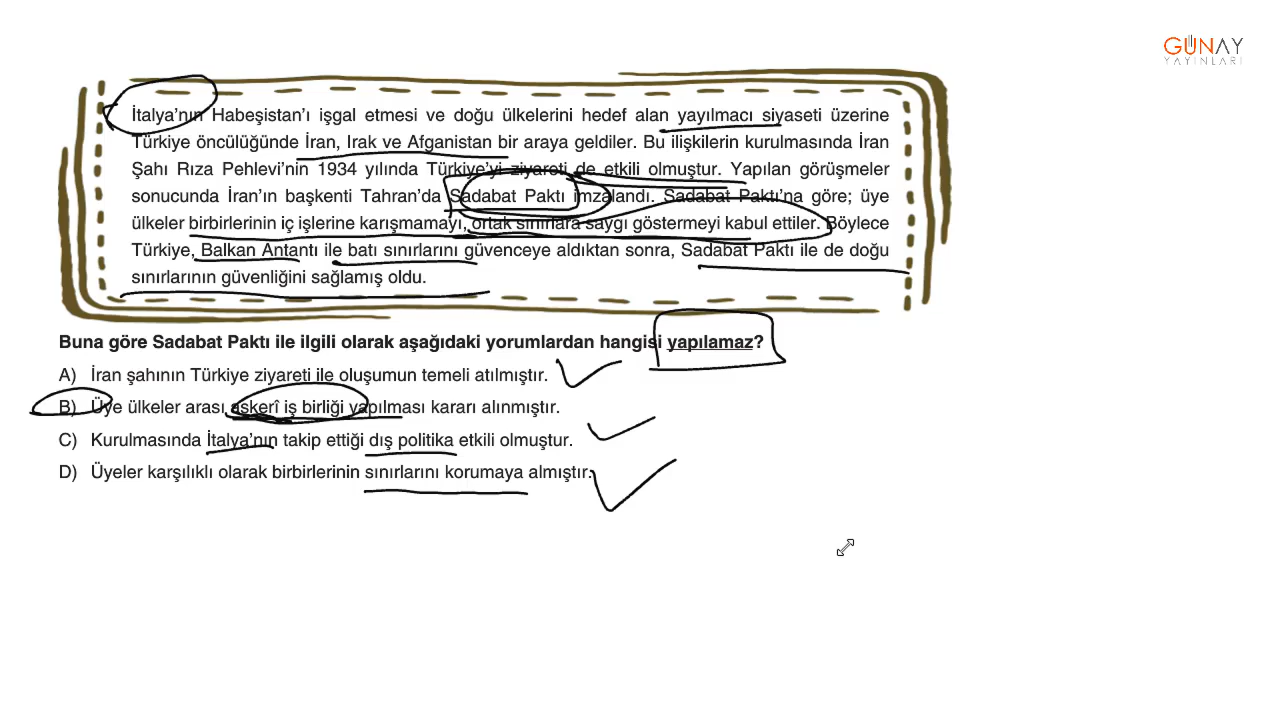 GÜNAY
YAYINLARI
İtalya'nın Habeşistan'ı işgal etmesi ve doğu ülkelerini hedef alan yayılmacı siyaseti üzerine
Türkiye öncülüğünde İran, Irak ve Afganistan bir araya geldiler. Bu ilişkilerin kurulmasında İran
Şahı Rıza Pehlevi'nin 1934 yılında Türkiye'yi ziyareti de etkili olmuştur. Yapılan görüşmeler
sonucunda İran'ın başkenti Tahran'da Sadabat Paktı imzalandı. Sadabat Paktı'na göre; üye
ülkeler birbirlerinin iç işlerine karışmamayı, ortak sınırlara saygı göstermeyi kabul ettiler. Böylece
Türkiye, Balkan Antantı ile batı sınırlarını güvenceye aldıktan sonra, Sadabat Paktı ile de doğu
sınırlarının güvenliğini sağlamış oldu.
Buna göre Sadabat Paktı ile ilgili olarak aşağıdaki yorumlardan hangisi yapılamaz?
A) İran şahının Türkiye ziyareti ile oluşumun temeli atılmıştır.
B) Üye ülkeler arası askerî iş birliği yapılması kararı alınmıştır.
C) Kurulmasında İtalya'nın takip ettiği dış politika etkili olmuştur.
D) Üyeler karşılıklı olarak birbirlerinin sınırlarını korumaya almıştır.